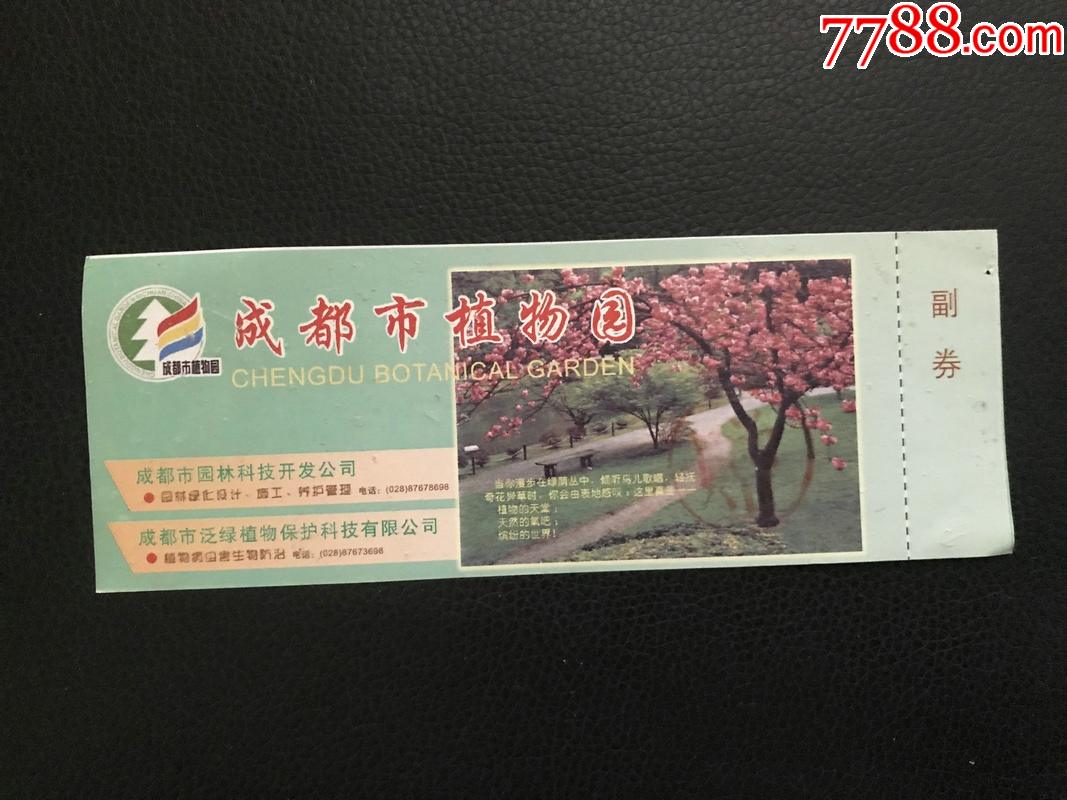 7788.com
成都市植物园
CHENGDU BOTANICAL GARDEN
成都市植物园
副券
成都市园林科技开发公司
● 园林绿化设计、施工、养护管理 电话：(028)87678698
成都市泛绿植物保护科技有限公司
● 植物病虫害生物防治 电话：(028)87673698
当你漫步在绿荫丛中，倾听鸟儿歌唱，轻抚
奇花异草时，你会由衷地感叹：这里真是
植物的天堂；
天然的氧吧；
缤纷的世界！